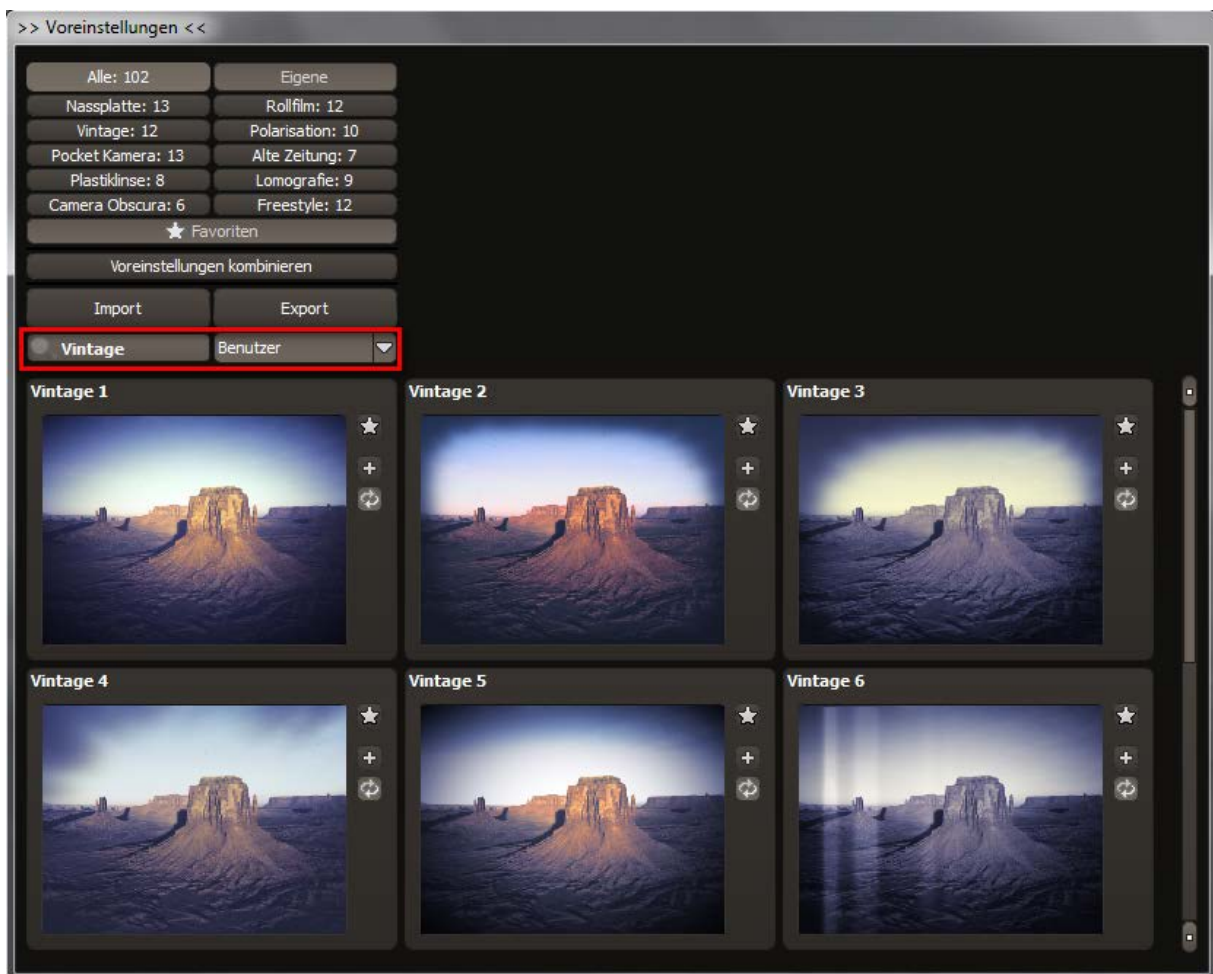 >> Voreinstellungen <<
Alle: 102 Eigene
Nassplatte: 13 Rollfilm: 12
Vintage: 12 Polarisation: 10
Pocket Kamera: 13 Alte Zeitung: 7
Plastiklinse: 8 Lomografie: 9
Camera Obscura: 6 Freestyle: 12
Favoriten
Voreinstellungen kombinieren
Import Export
Vintage Benutzer
Vintage 1 Vintage 2 Vintage 3
Vintage 4 Vintage 5 Vintage 6